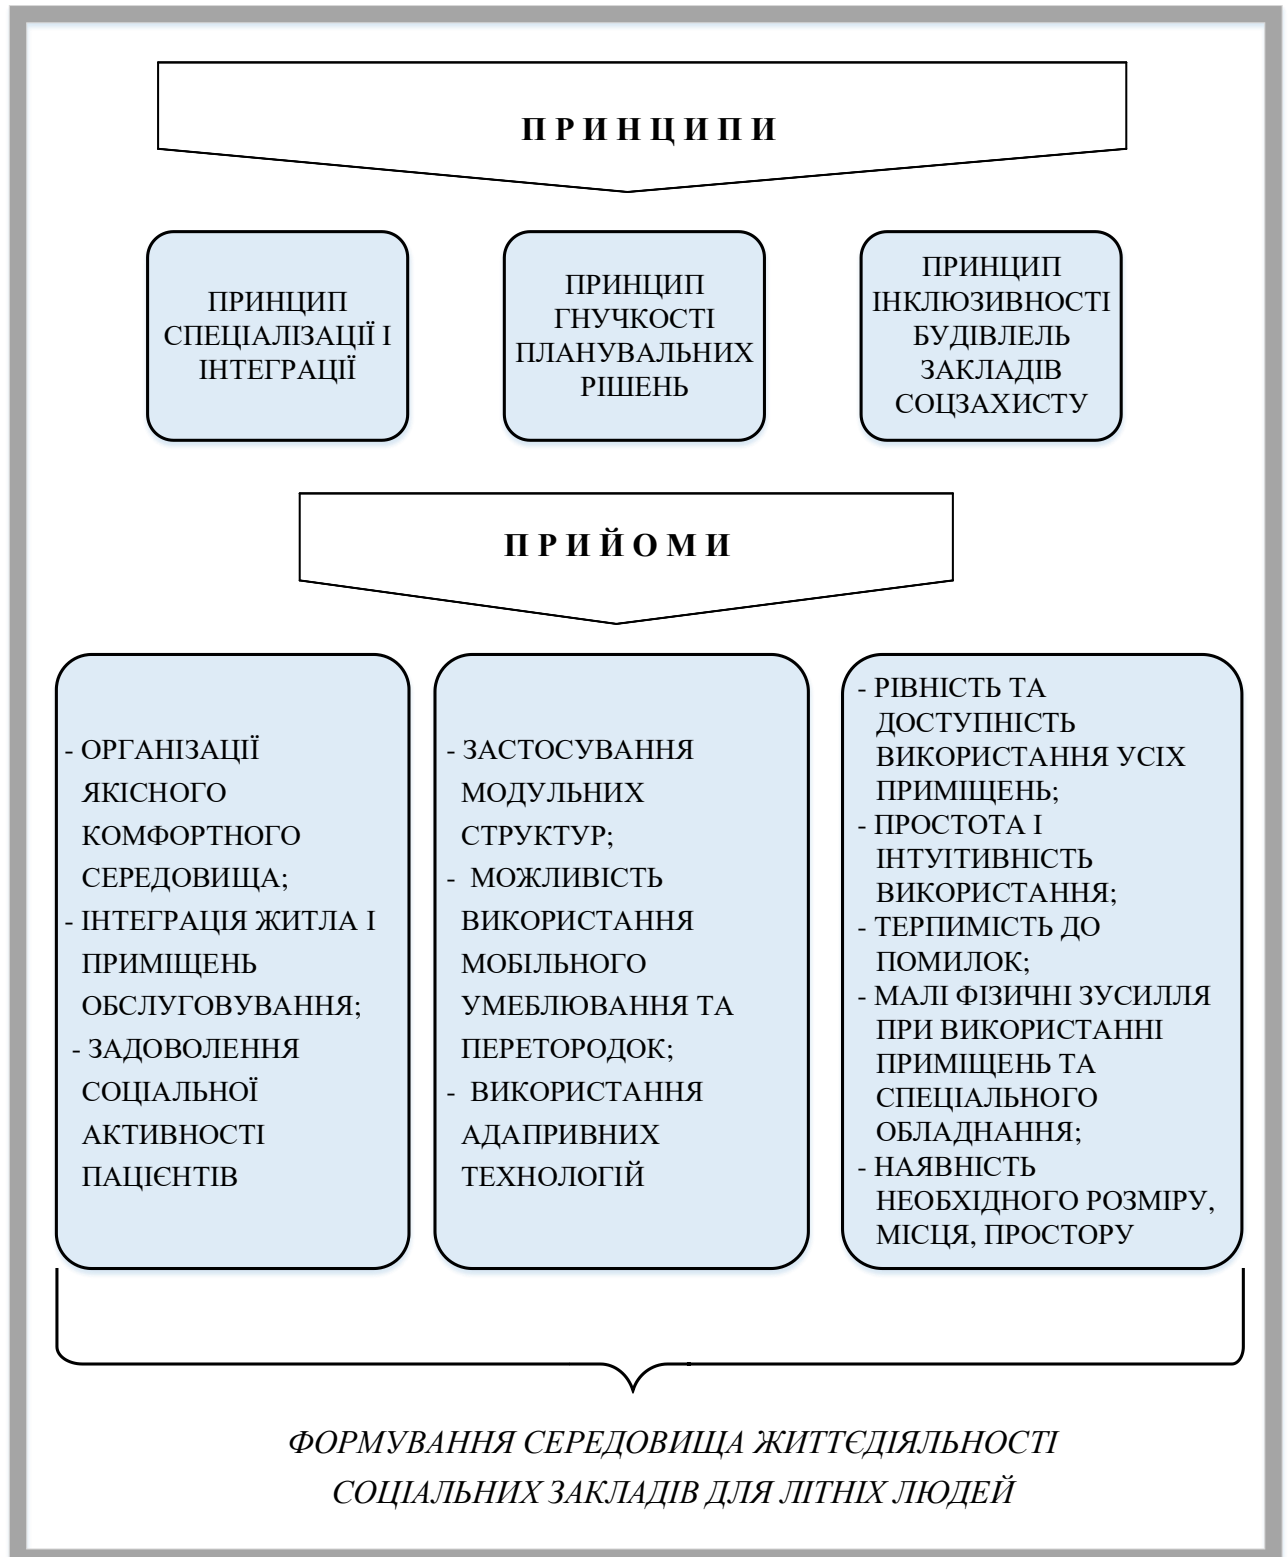 П Р И Н Ц И П И
ПРИНЦИП
СПЕЦІАЛІЗАЦІЇ І
ІНТЕГРАЦІЇ
ПРИНЦИП
ГНУЧКОСТІ
ПЛАНУВАЛЬНИХ
РІШЕНЬ
ПРИНЦИП
ІНКЛЮЗИВНОСТІ
БУДІВЛЕЛЬ
ЗАКЛАДІВ
СОЦЗАХИСТУ
П Р И Й О М И
- ОРГАНІЗАЦІЇ
ЯКІСНОГО
КОМФОРТНОГО
СЕРЕДОВИЩА;
- ІНТЕГРАЦІЯ ЖИТЛА І
ПРИМІЩЕНЬ
ОБСЛУГОВУВАННЯ;
- ЗАДОВОЛЕННЯ
СОЦІАЛЬНОЇ
АКТИВНОСТІ
ПАЦІЄНТІВ
- ЗАСТОСУВАННЯ
МОДУЛЬНИХ
СТРУКТУР;
- МОЖЛИВІСТЬ
ВИКОРИСТАННЯ
МОБІЛЬНОГО
УМЕБЛЮВАННЯ ТА
ПЕРЕТОРОДОК;
- ВИКОРИСТАННЯ
АДАПРИВНИХ
ТЕХНОЛОГІЙ
- РІВНІСТЬ ТА
ДОСТУПНІСТЬ
ВИКОРИСТАННЯ УСІХ
ПРИМІЩЕНЬ;
- ПРОСТОТА І
ІНТУІТИВНІСТЬ
ВИКОРИСТАННЯ;
- ТЕРПИМІСТЬ ДО
ПОМИЛОК;
- МАЛІ ФІЗИЧНІ ЗУСИЛЛЯ
ПРИ ВИКОРИСТАННІ
ПРИМІЩЕНЬ ТА
СПЕЦІАЛЬНОГО
ОБЛАДНАННЯ;
- НАЯВНІСТЬ
НЕОБХІДНОГО РОЗМІРУ,
МІСЦЯ, ПРОСТОРУ
ФОРМУВАННЯ СЕРЕДОВИЩА ЖИТТЄДІЯЛЬНОСТІ
СОЦІАЛЬНИХ ЗАКЛАДІВ ДЛЯ ЛІТНІХ ЛЮДЕЙ